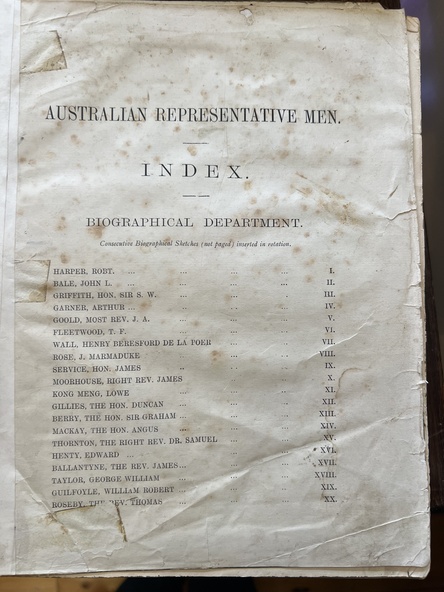 AUSTRALIAN REPRESENTATIVE MEN.
INDEX.
BIOGRAPHICAL DEPARTMENT.
Consecutive Biographical Sketches (not paged) inserted in rotation.
HARPER, ROBT. ... ... ... ... I.
BALE, JOHN L. ... ... ... ... II.
GRIFFITH, HON. SIR S. W. ... ... ... III.
GARNER, ARTHUR ... ... ... ... IV.
GOOLD, MOST REV. J. A. ... ... ... V.
FLEETWOOD, T. F. ... ... ... VI.
WALL, HENRY BERESFORD DE LA POER ... ... VII.
ROSE, J. MARMADUKE ... ... ... VIII.
SERVICE, HON. JAMES ... ... ... IX.
MOORHOUSE, RIGHT REV. JAMES ... ... ... X.
KONG MENG, LOWE ... ... ... XI.
GILLIES, THE HON. DUNCAN ... ... ... XII.
BERRY, THE HON. SIR GRAHAM ... ... ... XIII.
MACKAY, THE HON. ANGUS ... ... ... XIV.
THORNTON, THE RIGHT REV. DR. SAMUEL ... ... XV.
HENTY, EDWARD ... ... ... ... XVI.
BALLANTYNE, THE REV. JAMES ... ... ... XVII.
TAYLOR, GEORGE WILLIAM ... ... ... XVIII.
GUILFOYLE, WILLIAM ROBERT ... ... ... XIX.
ROSEBY, THE REV. THOMAS ... ... ... XX.